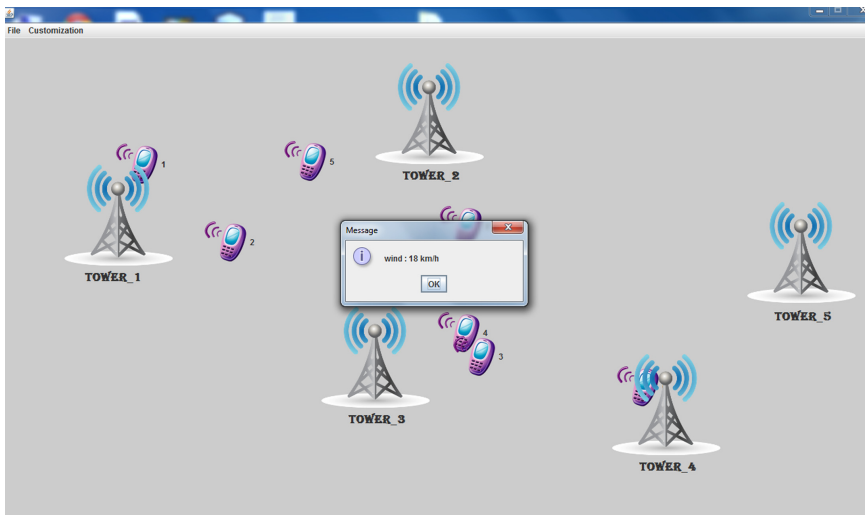 File Customization
TOWER_2
1
5
2
TOWER_1
Message
wind : 18 km/h
OK
TOWER_5
4
3
TOWER_3
TOWER_4